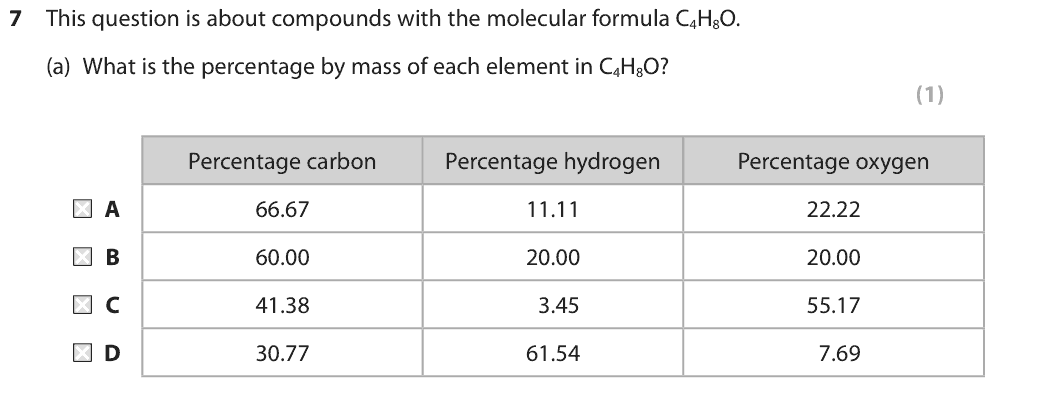 7 This question is about compounds with the molecular formula C₄H₈O.
(a) What is the percentage by mass of each element in C₄H₈O?
(1)
Percentage carbon Percentage hydrogen Percentage oxygen
A 66.67 11.11 22.22
B 60.00 20.00 20.00
C 41.38 3.45 55.17
D 30.77 61.54 7.69